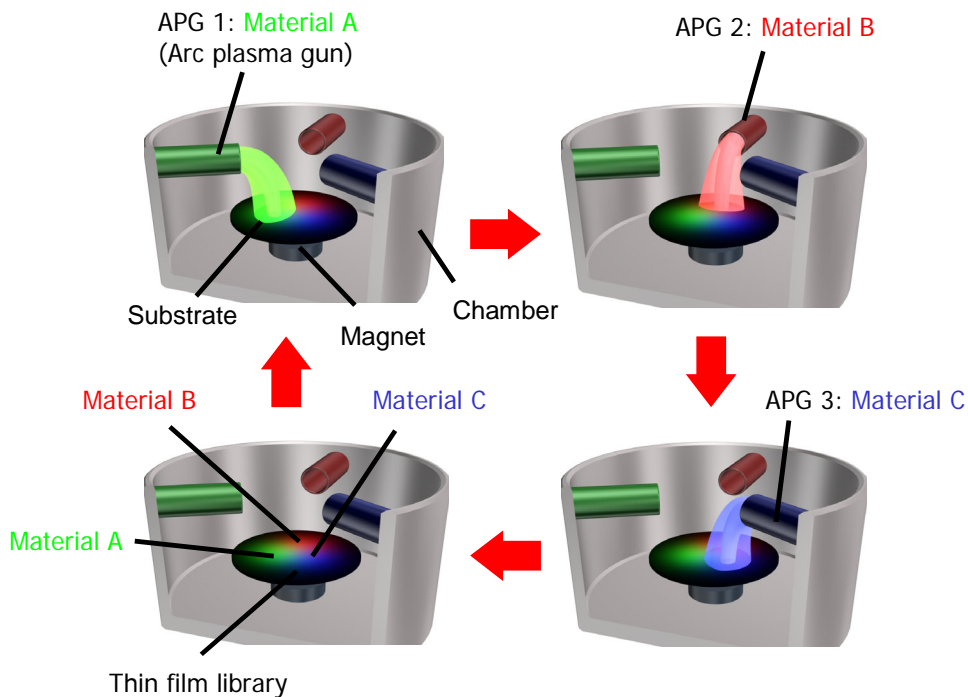 APG 1: Material A
(Arc plasma gun)
APG 2: Material B
Substrate
Magnet
Chamber
Material B
Material C
APG 3: Material C
Material A
Thin film library